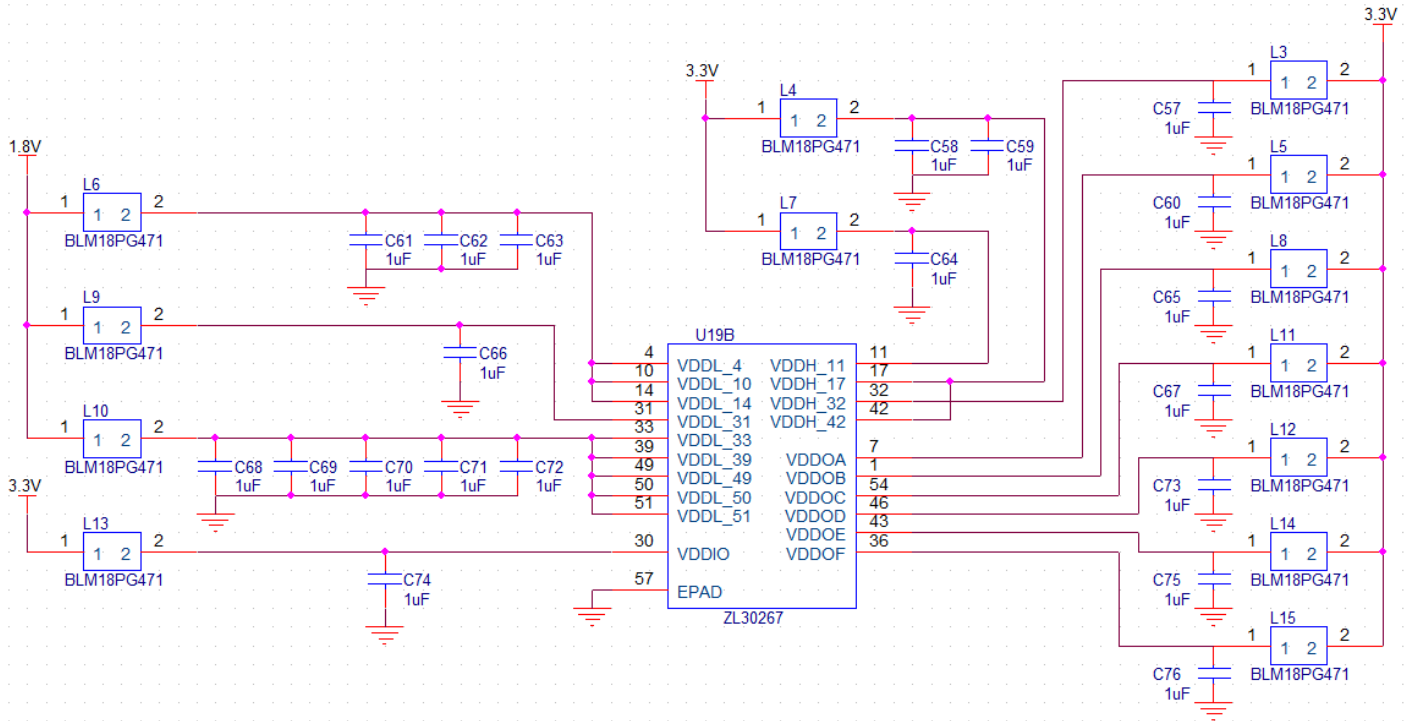 3.3V
L3
1 1 2 2
BLM18PG471
C57
1uF
3.3V
L4
1 1 2 2
BLM18PG471
C58
1uF
C59
1uF
1.8V
L5
1 1 2 2
BLM18PG471
C60
1uF
L6
1 1 2 2
BLM18PG471
C61
1uF
C62
1uF
C63
1uF
L7
1 1 2 2
BLM18PG471
C64
1uF
L8
1 1 2 2
BLM18PG471
C65
1uF
L9
1 1 2 2
BLM18PG471
C66
1uF
L11
1 1 2 2
BLM18PG471
C67
1uF
L10
1 1 2 2
BLM18PG471
C68
1uF
C69
1uF
C70
1uF
C71
1uF
C72
1uF
L12
1 1 2 2
BLM18PG471
C73
1uF
3.3V
L13
1 1 2 2
BLM18PG471
C74
1uF
L14
1 1 2 2
BLM18PG471
C75
1uF
L15
1 1 2 2
BLM18PG471
C76
1uF
U19B
4 VDDL_4 VDDH_11 11
10 VDDL_10 VDDH_17 17
14 VDDL_14 VDDH_32 32
31 VDDL_31 VDDH_42 42
33 VDDL_33
39 VDDL_39 VDDOA 7
49 VDDL_49 VDDOB 1
50 VDDL_50 VDDOC 54
51 VDDL_51 VDDOD 46
VDDOE 43
30 VDDIO VDDOF 36
57 EPAD
ZL30267